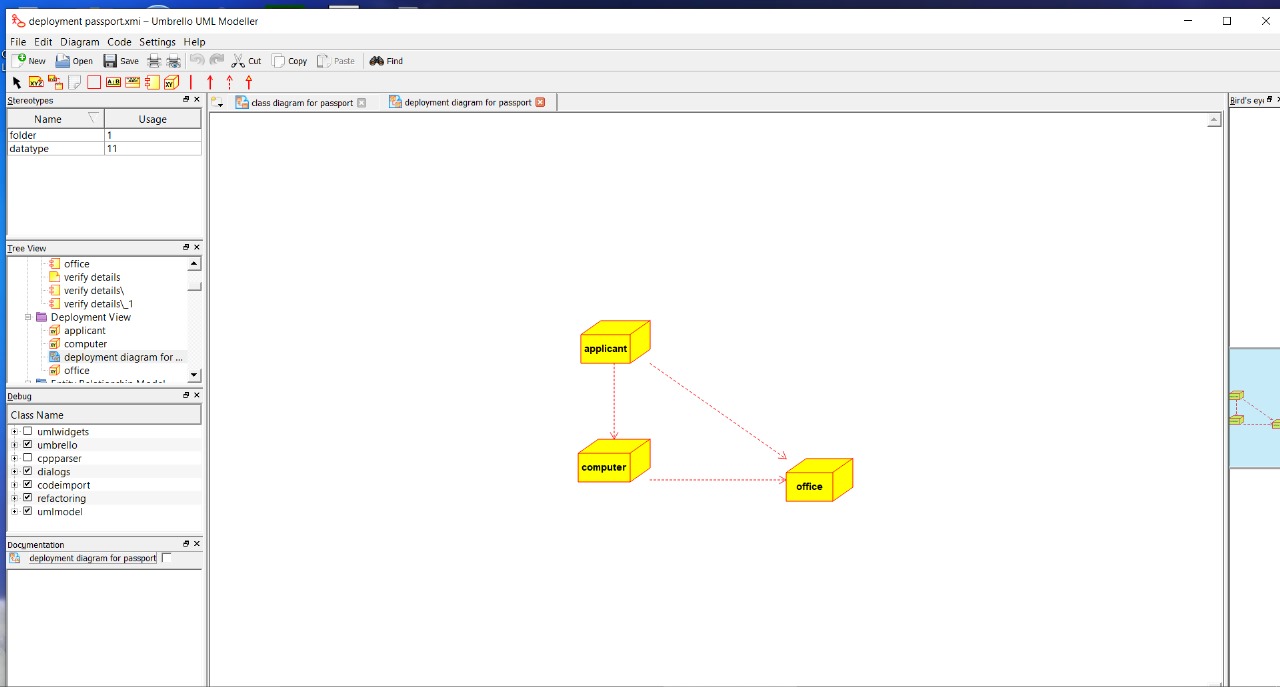 deployment passport.xmi – Umbrello UML Modeller
File Edit Diagram Code Settings Help
New Open Save Cut Copy Paste Find
Stereotypes
Name Usage
folder 1
datatype 11
Tree View
office
verify details
verify details\
verify details\_1
Deployment View
applicant
computer
deployment diagram for ...
office
Debug
Class Name
umlwidgets
umbrello
cppparser
dialogs
codeimport
refactoring
umlmodel
Documentation
deployment diagram for passport
class diagram for passport
deployment diagram for passport
applicant
computer
office
Bird's eye